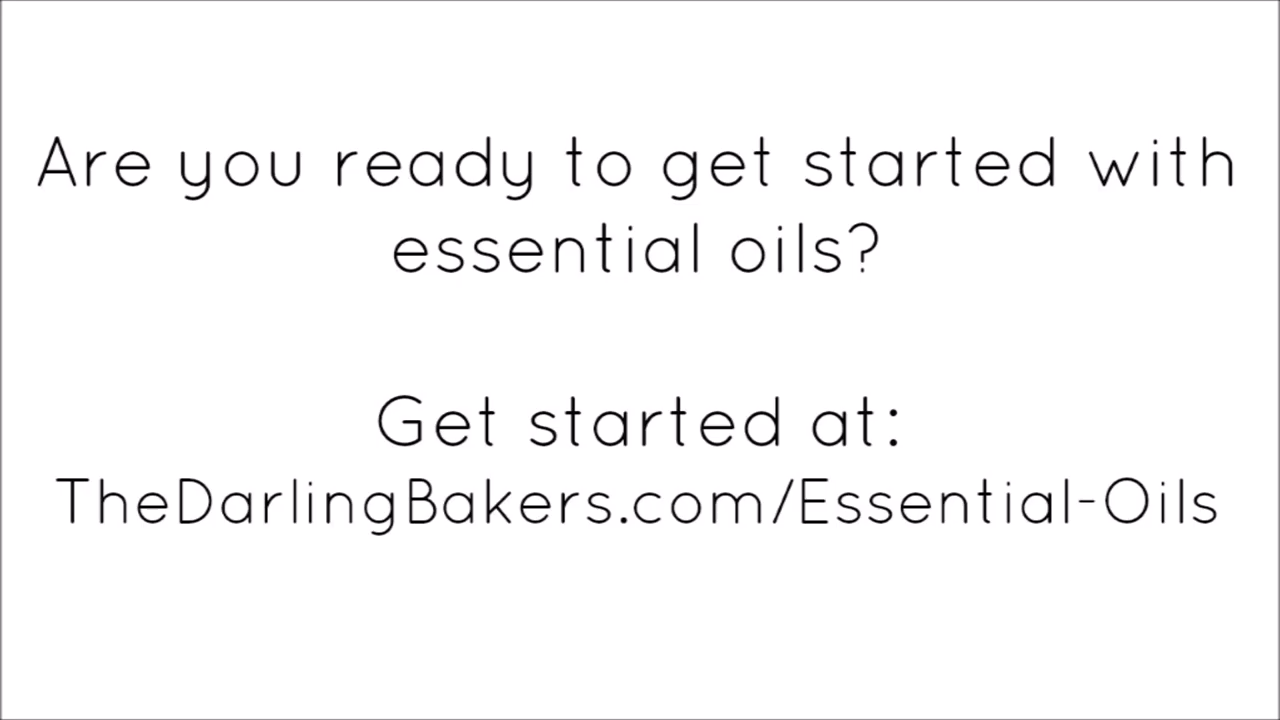 Are you ready to get started with
essential oils?
Get started at:
TheDarlingBakers.com/Essential-Oils